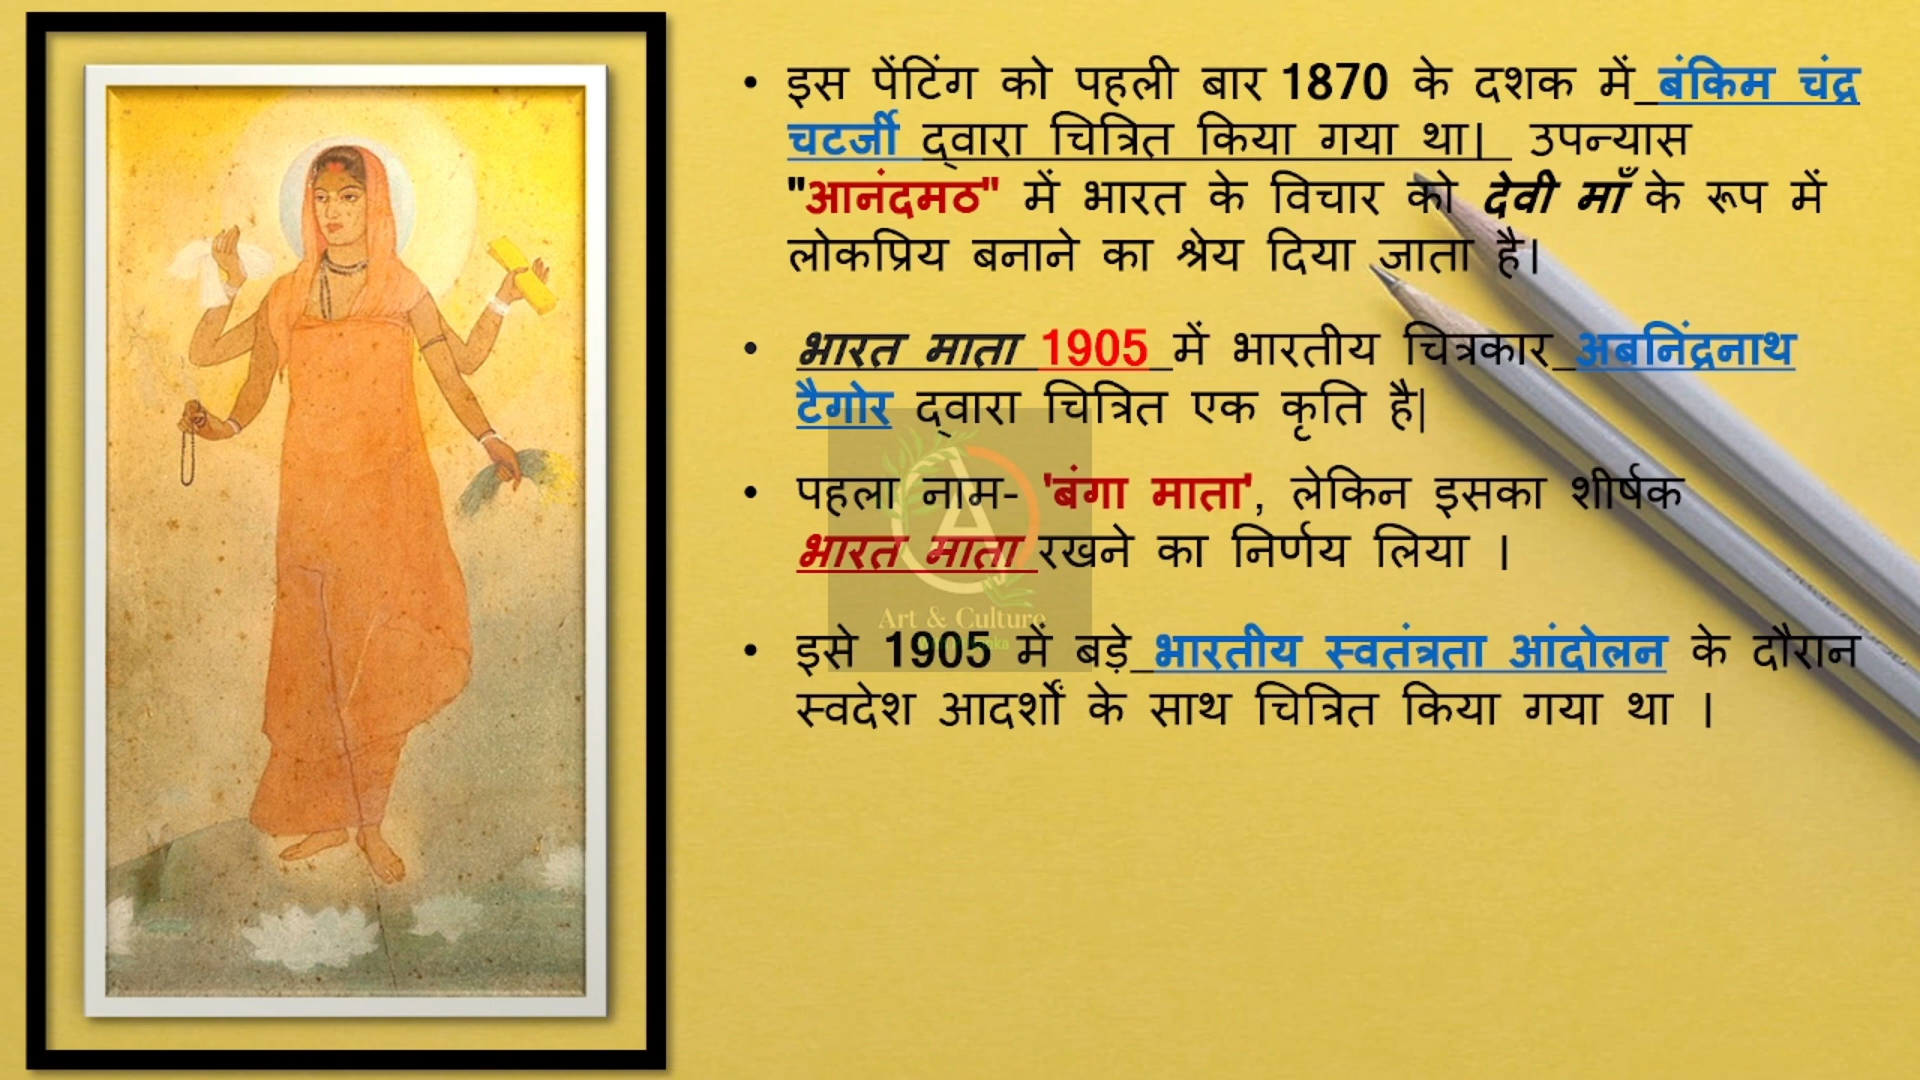 • इस पेंटिंग को पहली बार 1870 के दशक में बंकिम चंद्र
चटर्जी द्वारा चित्रित किया गया था| उपन्यास
"आनंदमठ" में भारत के विचार को देवी माँ के रूप में
लोकप्रिय बनाने का श्रेय दिया जाता है।
• भारत माता 1905 में भारतीय चित्रकार अबनिंद्रनाथ
टैगोर द्वारा चित्रित एक कृति है|
• पहला नाम- 'बंगा माता', लेकिन इसका शीर्षक
भारत माता रखने का निर्णय लिया ।
Art & Culture
• इसे 1905 में बड़े भारतीय स्वतंत्रता आंदोलन के दौरान
स्वदेश आदर्शों के साथ चित्रित किया गया था ।